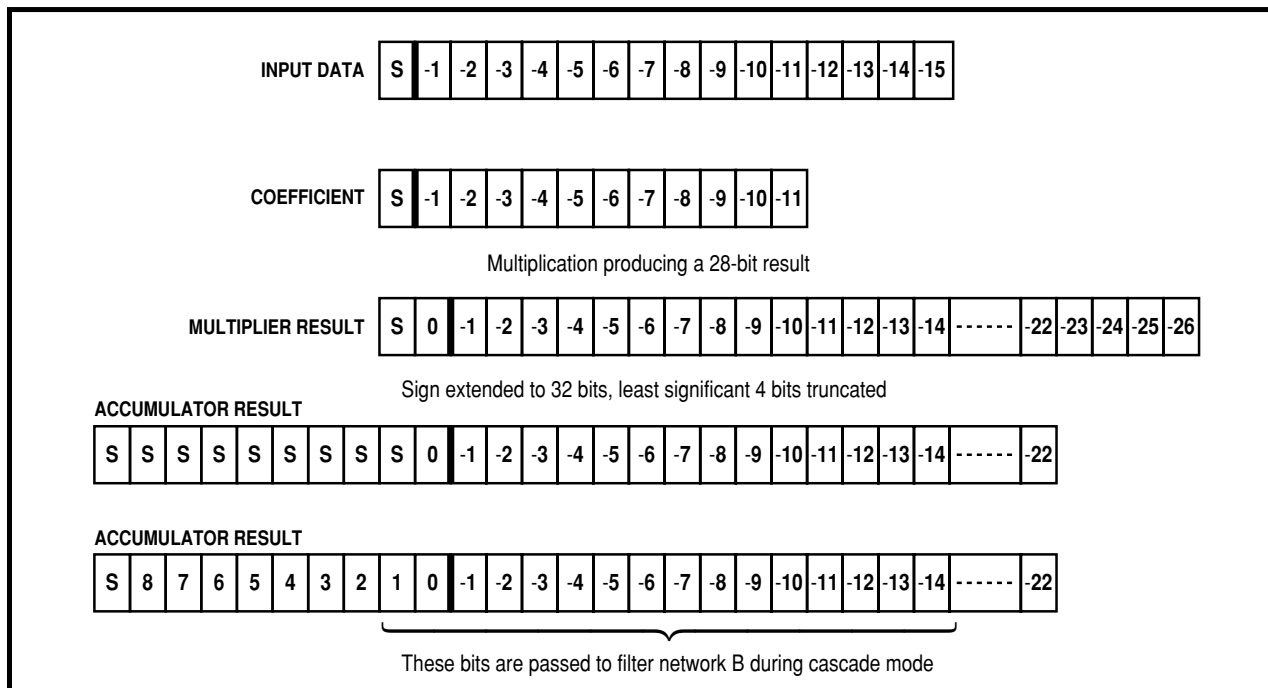 INPUT DATA S -1 -2 -3 -4 -5 -6 -7 -8 -9 -10 -11 -12 -13 -14 -15
COEFFICIENT S -1 -2 -3 -4 -5 -6 -7 -8 -9 -10 -11
Multiplication producing a 28-bit result
MULTIPLIER RESULT S 0 -1 -2 -3 -4 -5 -6 -7 -8 -9 -10 -11 -12 -13 -14 ------ -22 -23 -24 -25 -26
Sign extended to 32 bits, least significant 4 bits truncated
ACCUMULATOR RESULT
S S S S S S S S S 0 -1 -2 -3 -4 -5 -6 -7 -8 -9 -10 -11 -12 -13 -14 ------ -22
ACCUMULATOR RESULT
S 8 7 6 5 4 3 2 1 0 -1 -2 -3 -4 -5 -6 -7 -8 -9 -10 -11 -12 -13 -14 ------ -22
These bits are passed to filter network B during cascade mode